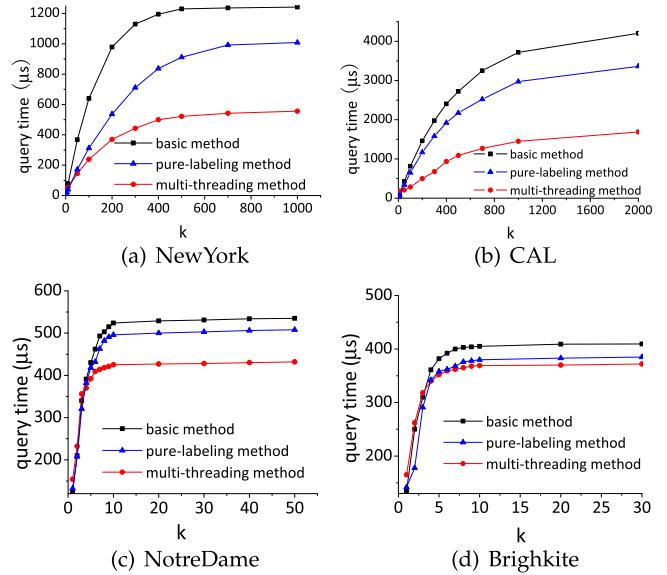 1200
1000
800
600
400
200
0
query time (μs)
basic method
pure-labeling method
multi-threading method
0 200 400 600 800 1000
k
(a) NewYork
4000
3000
2000
1000
0
query time (μs)
basic method
pure-labeling method
multi-threading method
0 400 800 1200 1600 2000
k
(b) CAL
600
500
400
300
200
query time (μs)
basic method
pure-labeling method
multi-threading method
0 10 20 30 40 50
k
(c) NotreDame
500
400
300
200
query time (μs)
basic method
pure-labeling method
multi-threading method
0 5 10 15 20 25 30
k
(d) Brighkite